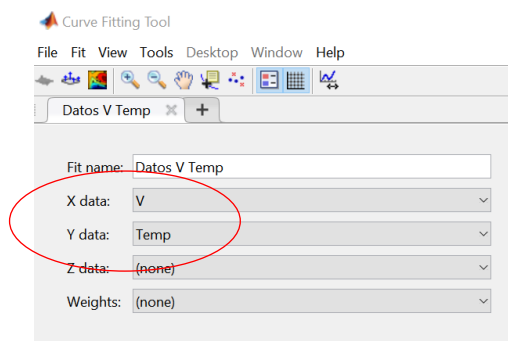 Curve Fitting Tool
File Fit View Tools Desktop Window Help
Datos V Temp
Fit name: Datos V Temp
X data: V
Y data: Temp
Z data: (none)
Weights: (none)